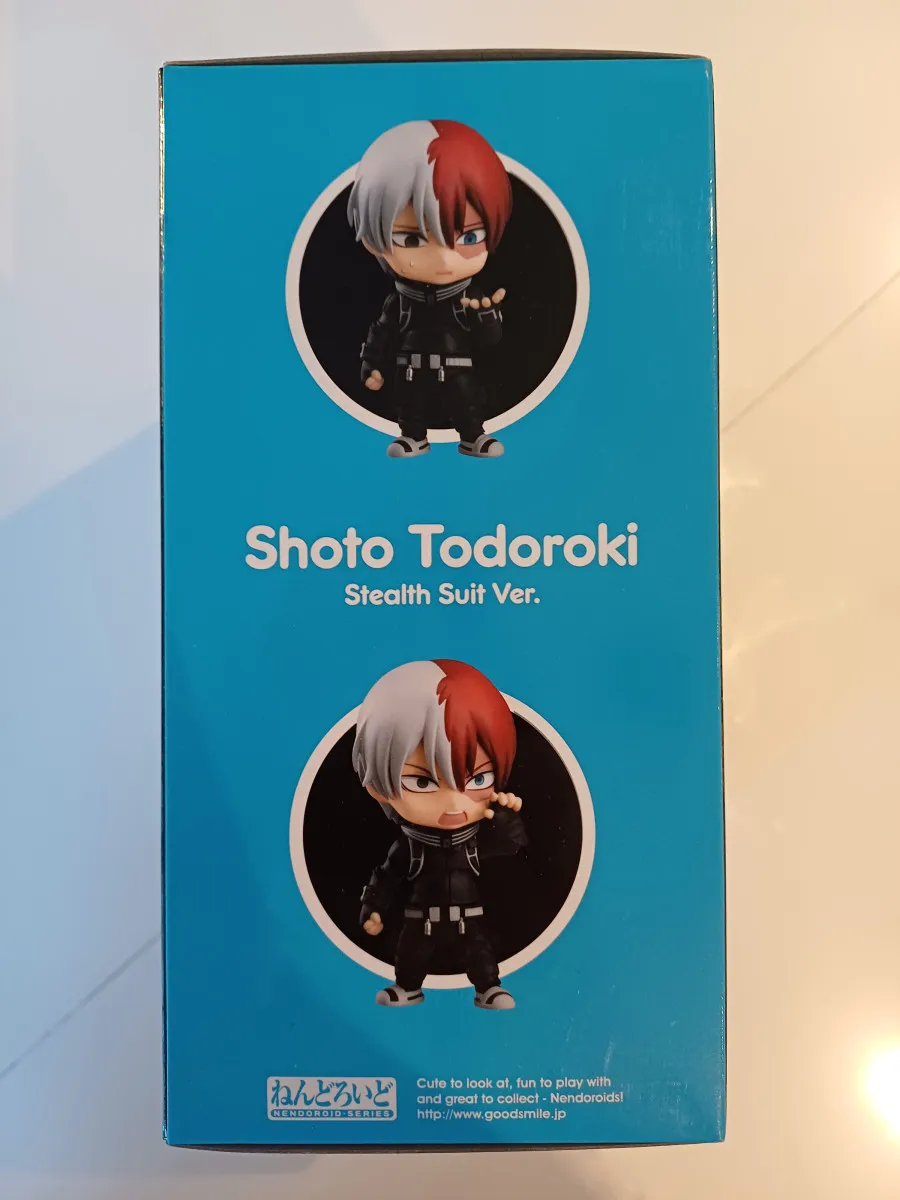 Shoto Todoroki
Stealth Suit Ver.
ねんどろいど
NENDOROID·SERIES
Cute to look at, fun to play with
and great to collect - Nendoroids!
http://www.goodsmile.jp